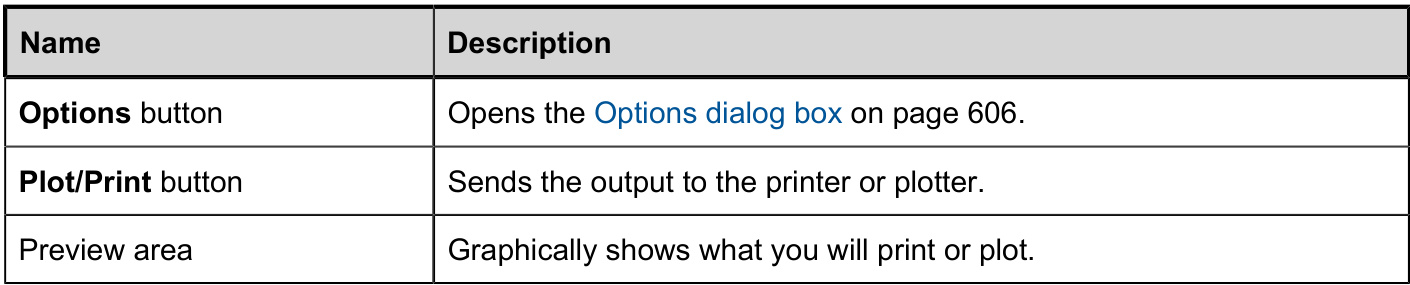 Name Description
Options button Opens the Options dialog box on page 606.
Plot/Print button Sends the output to the printer or plotter.
Preview area Graphically shows what you will print or plot.